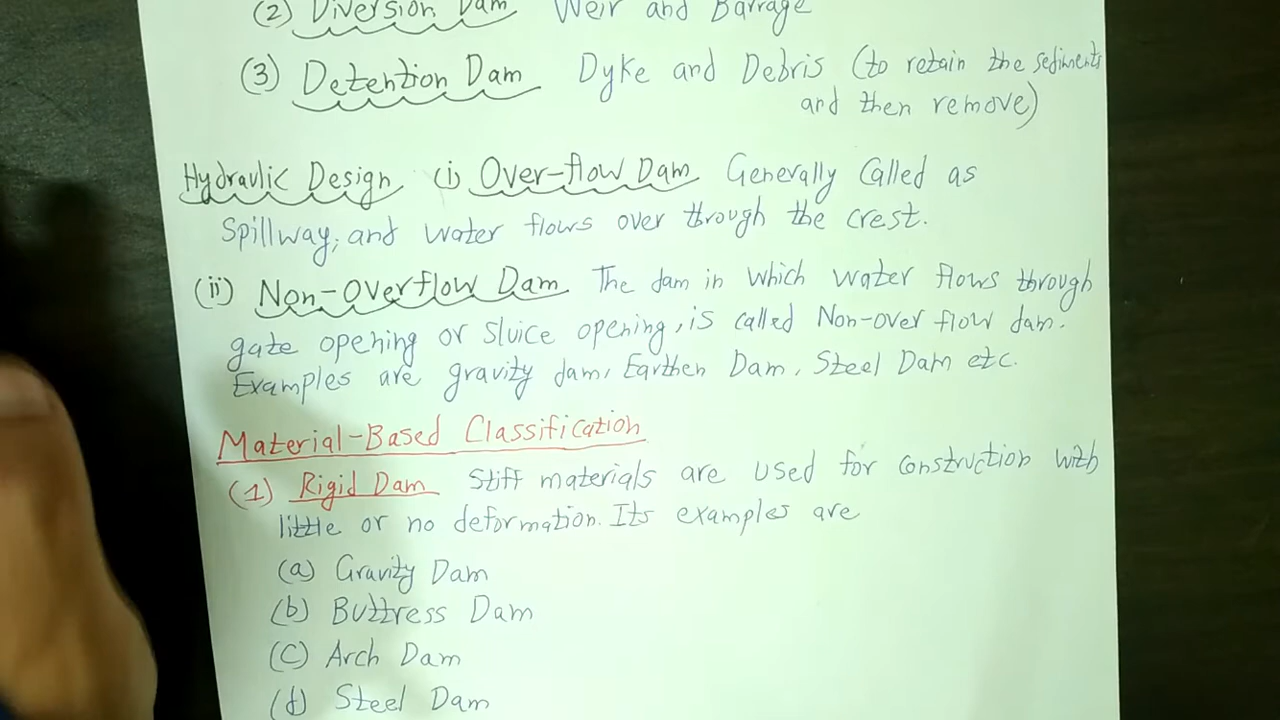 (2) Diversion Dam Weir and Barrage
(3) Detention Dam Dyke and Debris (to retain the sediments
and then remove)
Hydraulic Design (i) Over-flow Dam Generally Called as
Spillway, and water flows over through the crest.
(ii) Non-Overflow Dam The dam in which water flows through
gate opening or sluice opening, is called Non-over flow dam.
Examples are gravity dam, Earthen Dam, Steel Dam etc.
Material-Based Classification
(1) Rigid Dam Stiff materials are used for construction with
little or no deformation. Its examples are
(a) Gravity Dam
(b) Buttress Dam
(c) Arch Dam
(d) Steel Dam